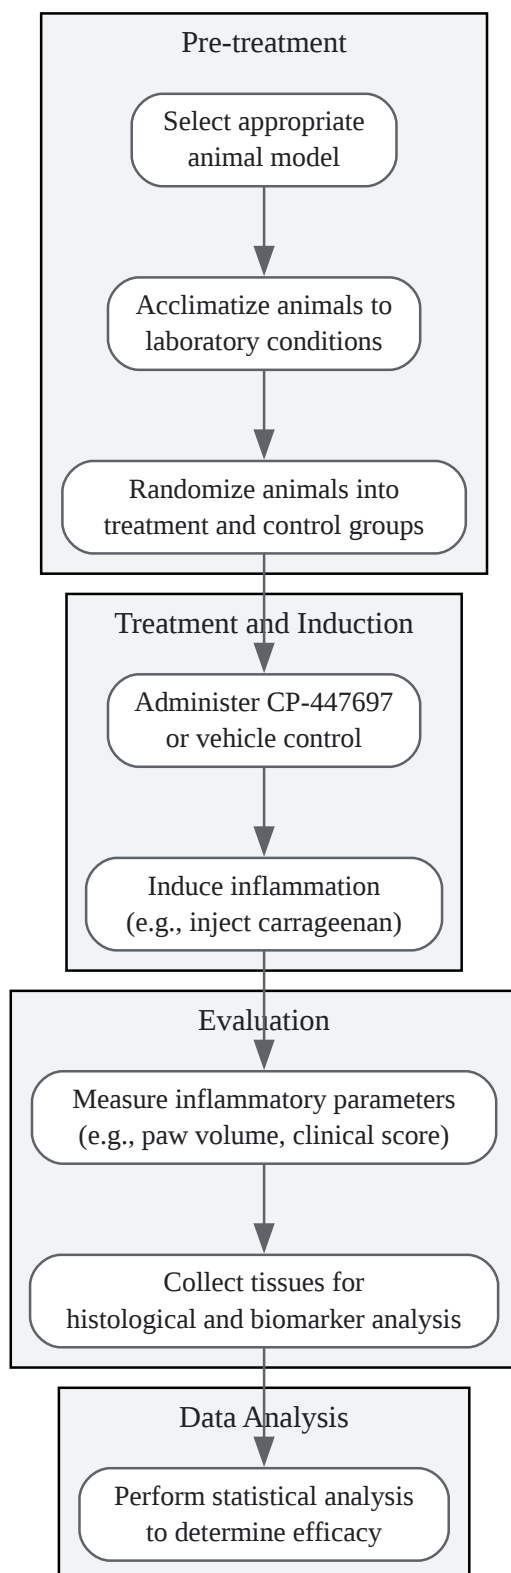 Pre-treatment
Select appropriate
animal model
Acclimatize animals to
laboratory conditions
Randomize animals into
treatment and control groups
Treatment and Induction
Administer CP-447697
or vehicle control
Induce inflammation
(e.g., inject carrageenan)
Evaluation
Measure inflammatory parameters
(e.g., paw volume, clinical score)
Collect tissues for
histological and biomarker analysis
Data Analysis
Perform statistical analysis
to determine efficacy